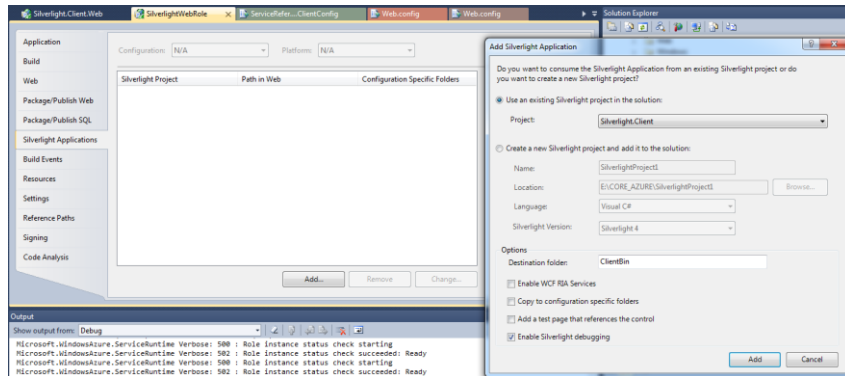 Silverlight.Client.Web
SilverlightWebRole
ServiceRefer....ClientConfig
Web.config
Web.config
Solution Explorer
Application
Build
Web
Package/Publish Web
Package/Publish SQL
Silverlight Applications
Build Events
Resources
Settings
Reference Paths
Signing
Code Analysis
Configuration: N/A
Platform: N/A
Silverlight Project
Path in Web
Configuration Specific Folders
Add...
Remove
Change...
Add Silverlight Application
Do you want to consume the Silverlight Application from an existing Silverlight project or do
you want to create a new Silverlight project?
Use an existing Silverlight project in the solution:
Project: Silverlight.Client
Create a new Silverlight project and add it to the solution:
Name: SilverlightProject1
Location: E:\CORE_AZURE\SilverlightProject1 Browse...
Language: Visual C#
Silverlight Version: Silverlight 4
Options
Destination folder: ClientBin
Enable WCF RIA Services
Copy to configuration specific folders
Add a test page that references the control
Enable Silverlight debugging
Add
Cancel
Output
Show output from: Debug
Microsoft.WindowsAzure.ServiceRuntime Verbose: 500 : Role instance status check starting
Microsoft.WindowsAzure.ServiceRuntime Verbose: 502 : Role instance status check succeeded: Ready
Microsoft.WindowsAzure.ServiceRuntime Verbose: 500 : Role instance status check starting
Microsoft.WindowsAzure.ServiceRuntime Verbose: 502 : Role instance status check succeeded: Ready